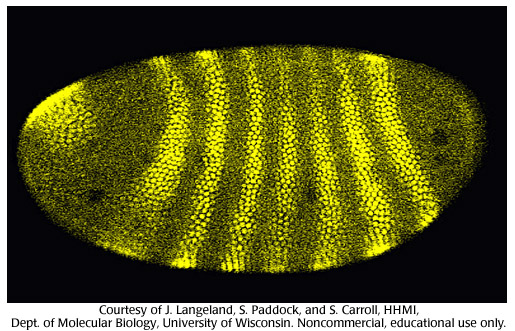 Courtesy of J. Langeland, S. Paddock, and S. Carroll, HHMI,
Dept. of Molecular Biology, University of Wisconsin. Noncommercial, educational use only.